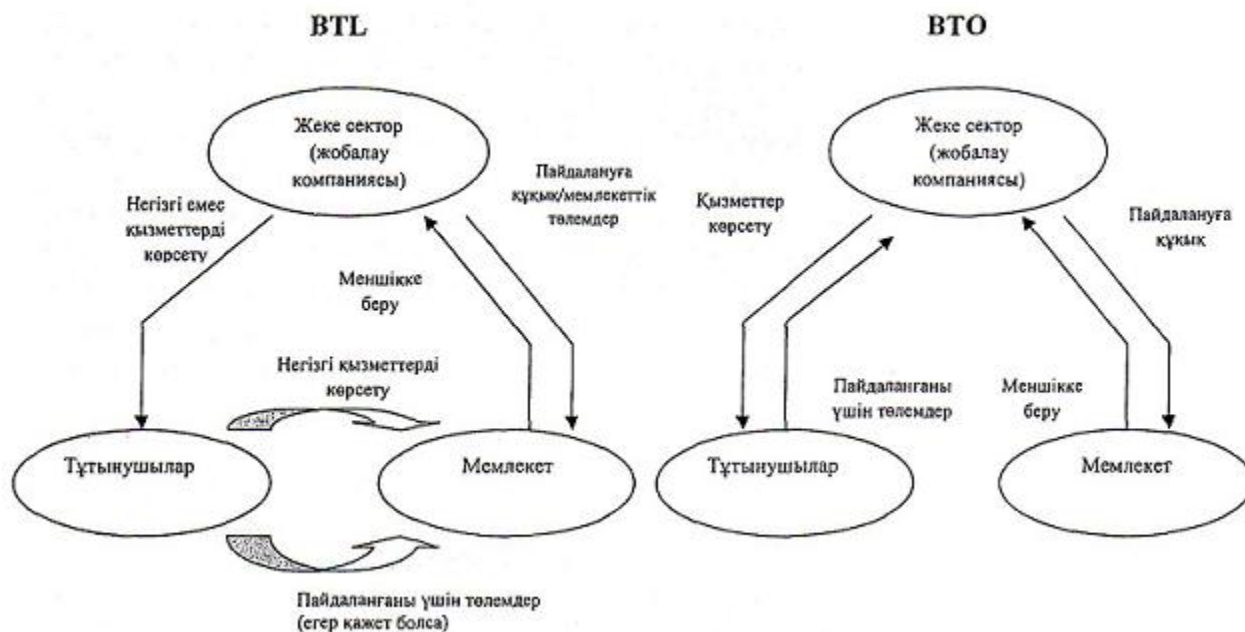 BTL
Жеке сектор
(жобалау
компаниясы)
Негізгі емес
қызметтерді
көрсету
Пайдалануға
құқық/мемлекеттік
төлемдер
Меншікке
беру
Негізгі қызметтерді
көрсету
Тұтынушылар
Мемлекет
Пайдаланғаны үшін төлемдер
(егер қажет болса)
BTO
Жеке сектор
(жобалау
компаниясы)
Қызметтер
көрсету
Пайдалануға
құқық
Пайдаланғаны
үшін төлемдер
Меншікке
беру
Тұтынушылар
Мемлекет